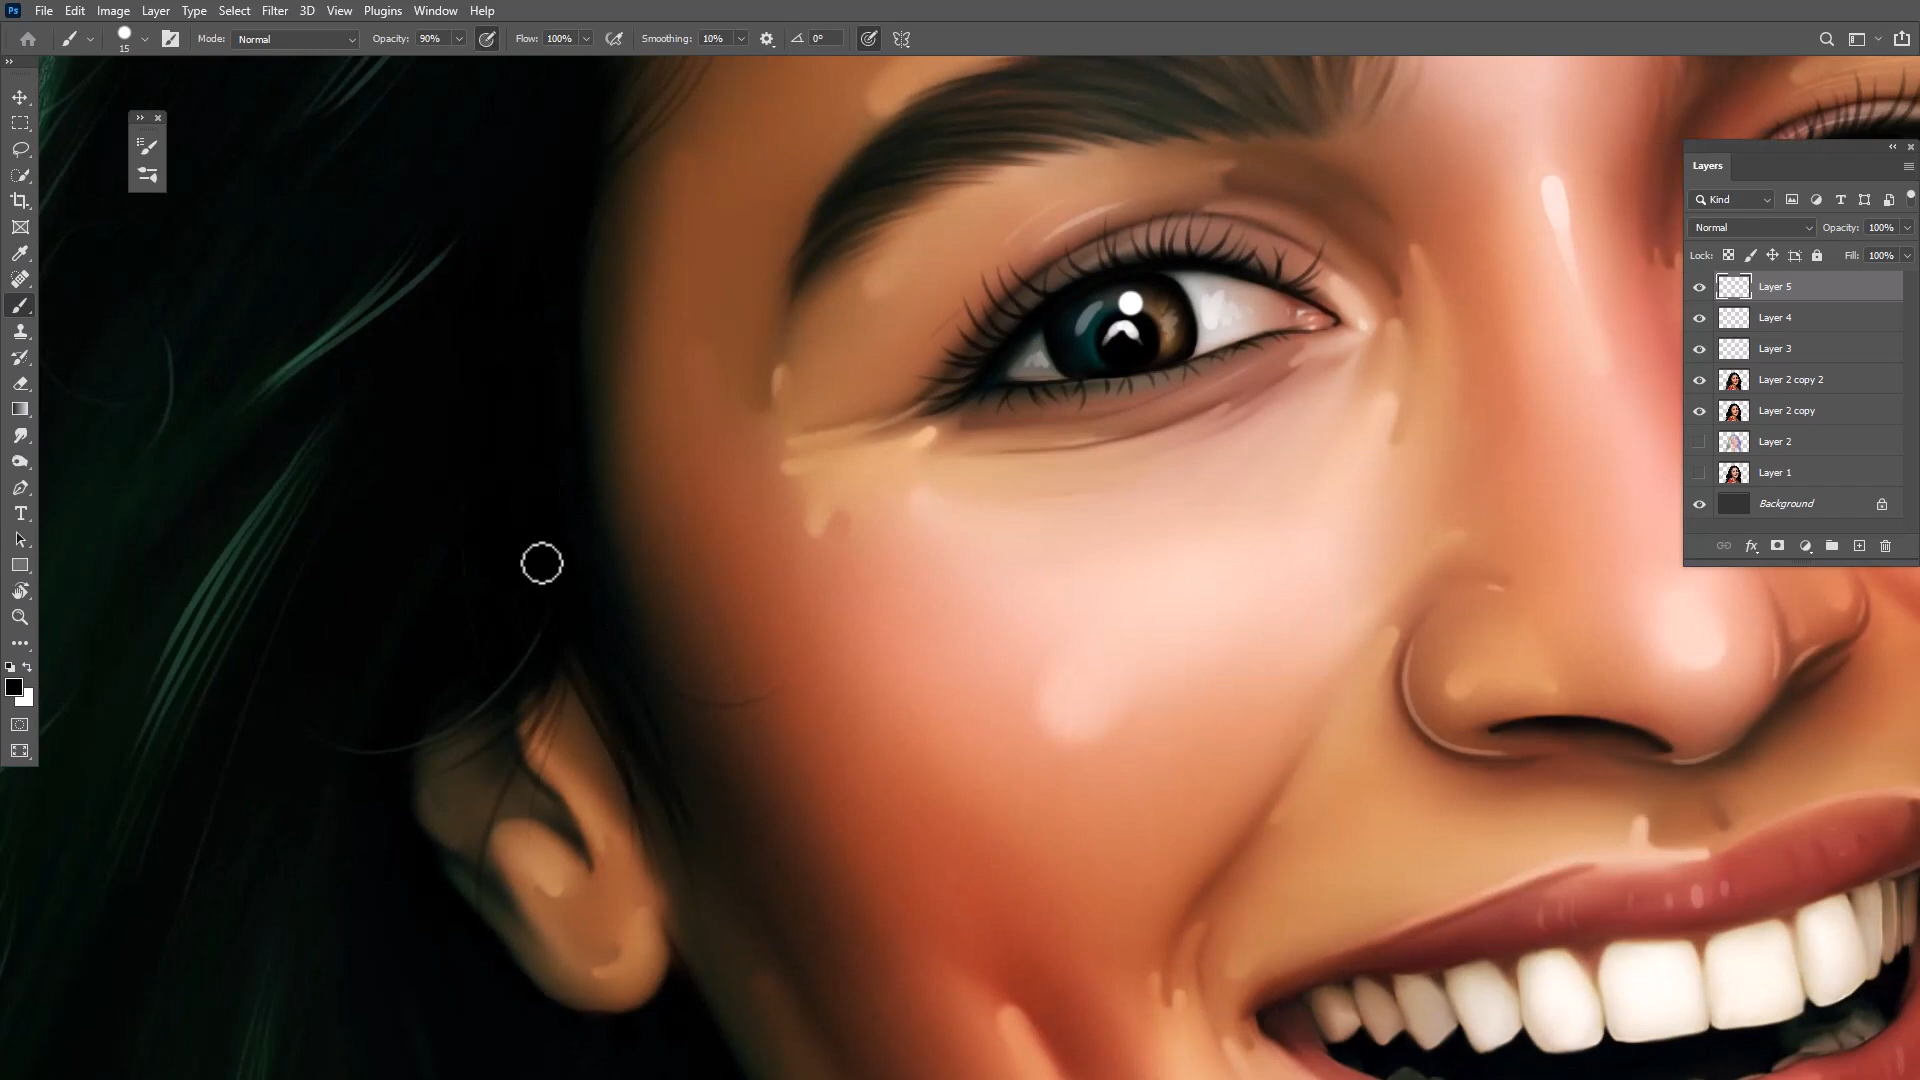 Ps File Edit Image Layer Type Select Filter 3D View Plugins Window Help
15 Mode: Normal Opacity: 90% Flow: 100% Smoothing: 10% 0°
Layers
Kind
Normal Opacity: 100%
Lock: Fill: 100%
Layer 5
Layer 4
Layer 3
Layer 2 copy 2
Layer 2 copy
Layer 2
Layer 1
Background